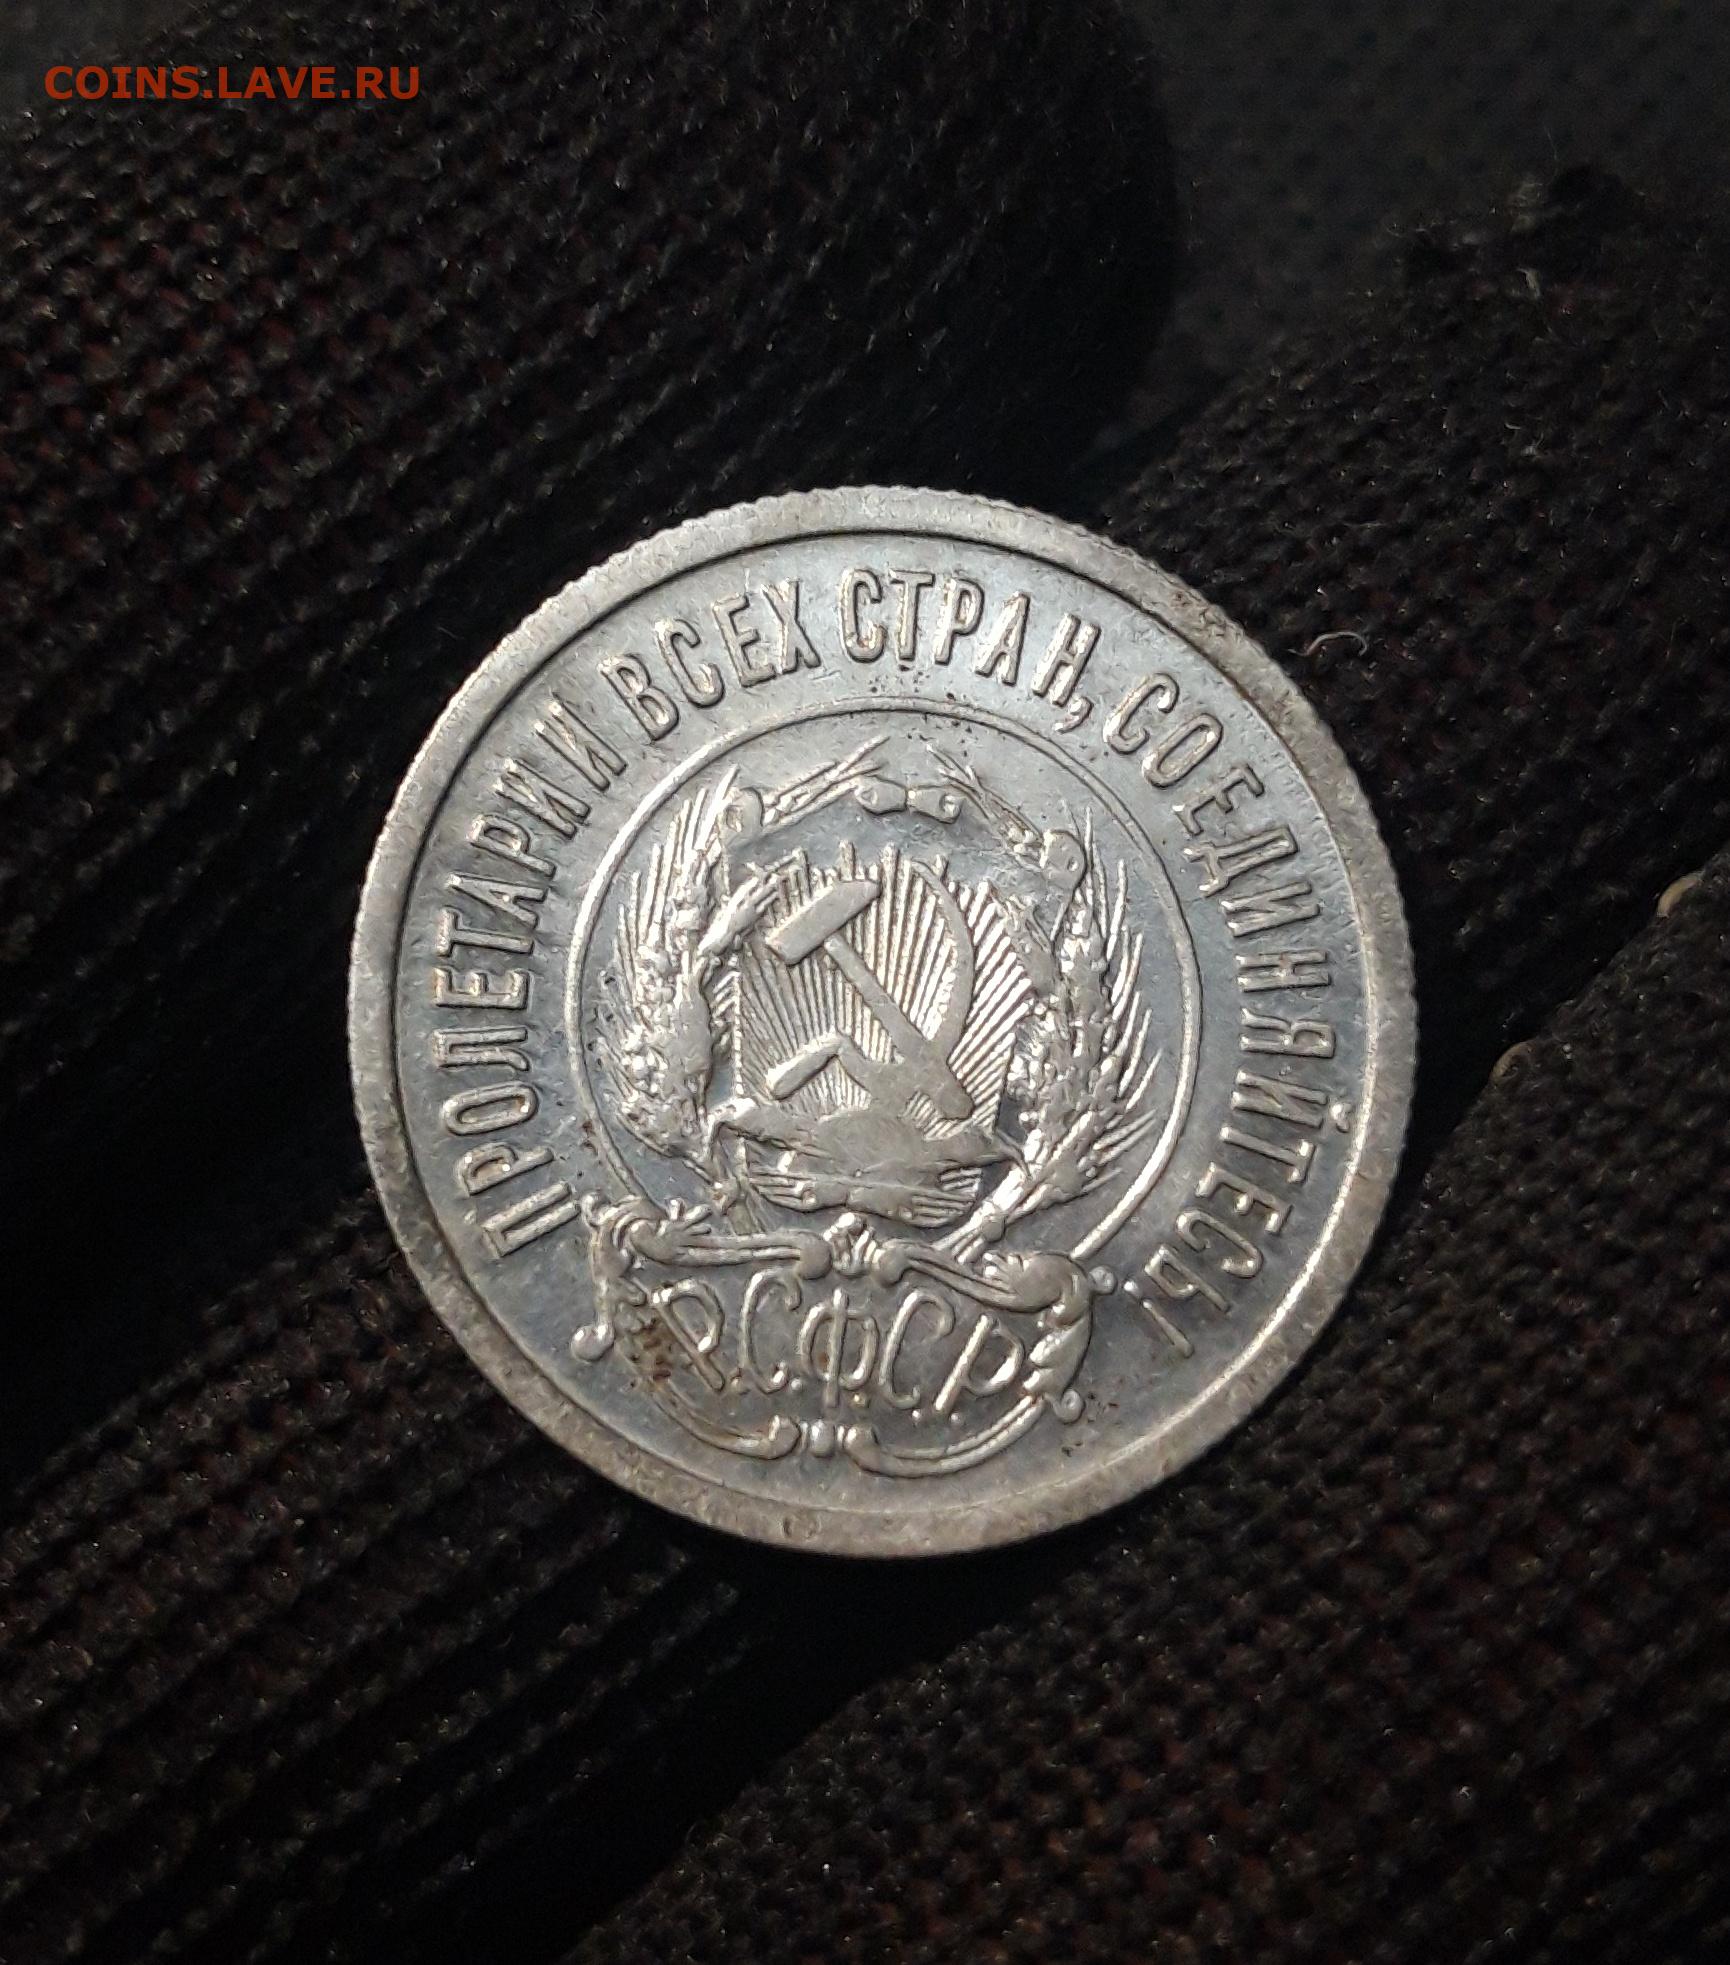 COINS.LAVE.RU
ПРОЛЕТАРИИ ВСЕХ СТРАН, СОЕДИНЯЙТЕСЬ!
Р.С.Ф.С.Р.